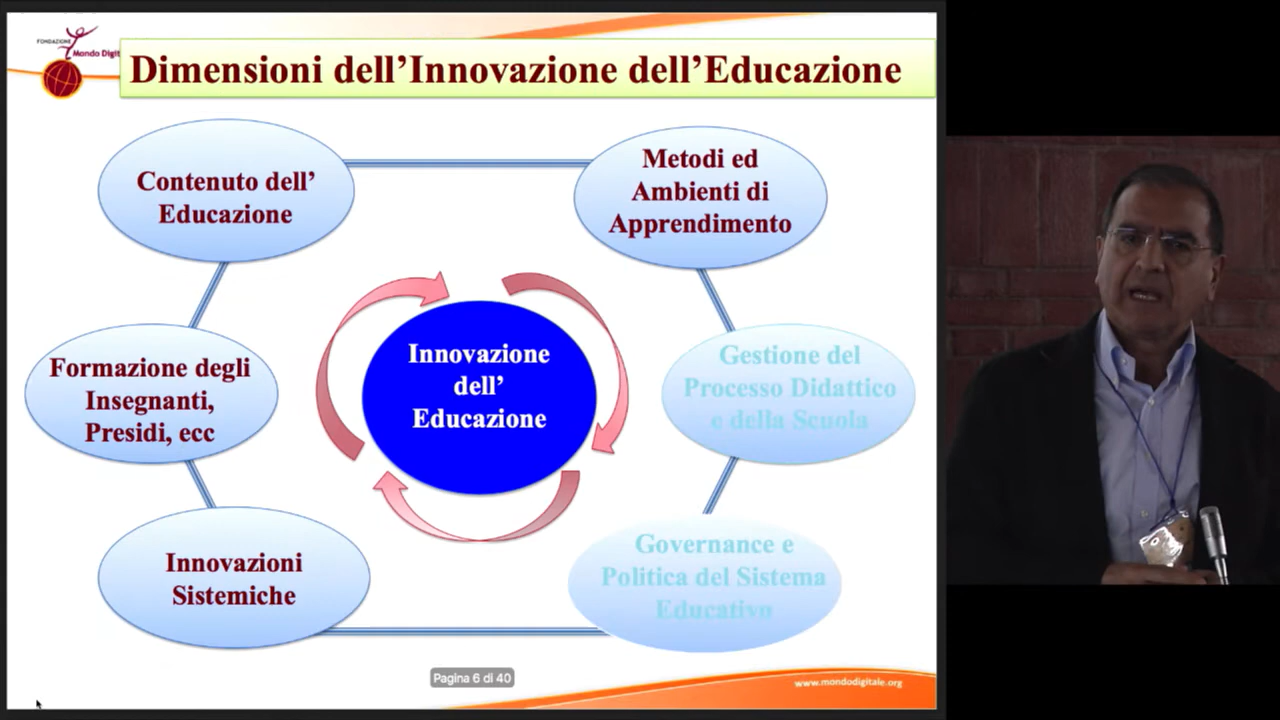 FONDAZIONE
Mondo Digit
Dimensioni dell’Innovazione dell’Educazione
Contenuto dell’
Educazione
Metodi ed
Ambienti di
Apprendimento
Formazione degli
Insegnanti,
Presidi, ecc
Innovazione
dell’
Educazione
Gestione del
Processo Didattico
e della Scuola
Innovazioni
Sistemiche
Governance e
Politica del Sistema
Educativo
Pagina 6 di 40
www.mondodigitale.org